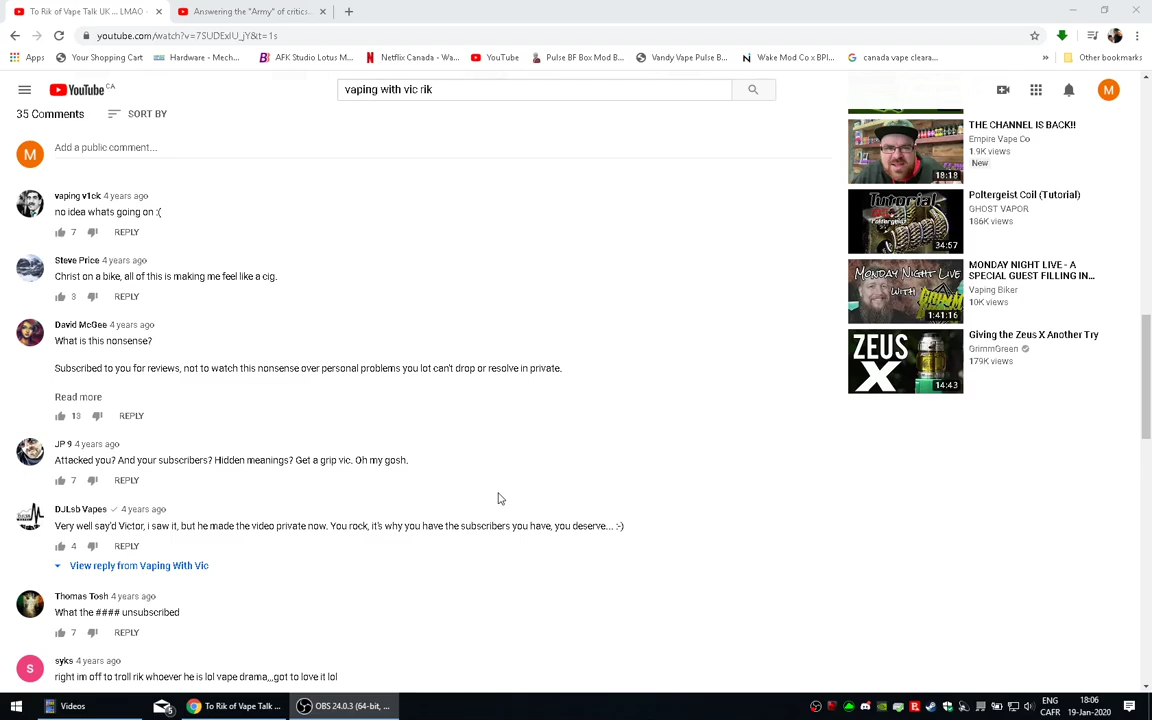 To Rik of Vape Talk UK ... LMAO -
Answering the "Army" of critics...
youtube.com/watch?v=7SUDExIU_jY&t=1s
Apps
Your Shopping Cart
Hardware - Mech...
AFK Studio Lotus M...
Netflix Canada - Wa...
YouTube
Pulse BF Box Mod B...
Vandy Vape Pulse B...
Wake Mod Co x BPI...
canada vape cleara...
»
Other bookmarks
YouTube CA
vaping with vic rik
M
35 Comments
SORT BY
M
Add a public comment...
vaping v1ck 4 years ago
no idea whats going on :(
7
REPLY
Steve Price 4 years ago
Christ on a bike, all of this is making me feel like a cig.
3
REPLY
David McGee 4 years ago
What is this nonsense?
Subscribed to you for reviews, not to watch this nonsense over personal problems you lot can't drop or resolve in private.
Read more
13
REPLY
JP 9 4 years ago
Attacked you? And your subscribers? Hidden meanings? Get a grip vic. Oh my gosh.
7
REPLY
DJLsb Vapes 4 years ago
Very well say'd Victor, i saw it, but he made the video private now. You rock, it's why you have the subscribers you have, you deserve... :-)
4
REPLY
View reply from Vaping With Vic
Thomas Tosh 4 years ago
What the #### unsubscribed
7
REPLY
S
syks 4 years ago
right im off to troll rik whoever he is lol vape drama,,,got to love it lol
THE CHANNEL IS BACK!!
Empire Vape Co
1.9K views
New
18:18
Tutorial
Poltergeist Coil (Tutorial)
GHOST VAPOR
186K views
34:57
MONDAY NIGHT LIVE
WITH
GRIMM
1:41:16
MONDAY NIGHT LIVE - A
SPECIAL GUEST FILLING IN...
Vaping Biker
10K views
ZEUS
X
14:43
Giving the Zeus X Another Try
GrimmGreen
179K views
Videos
To Rik of Vape Talk ...
OBS 24.0.3 (64-bit, ...
ENG
CAFR
18:06
19-Jan-2020